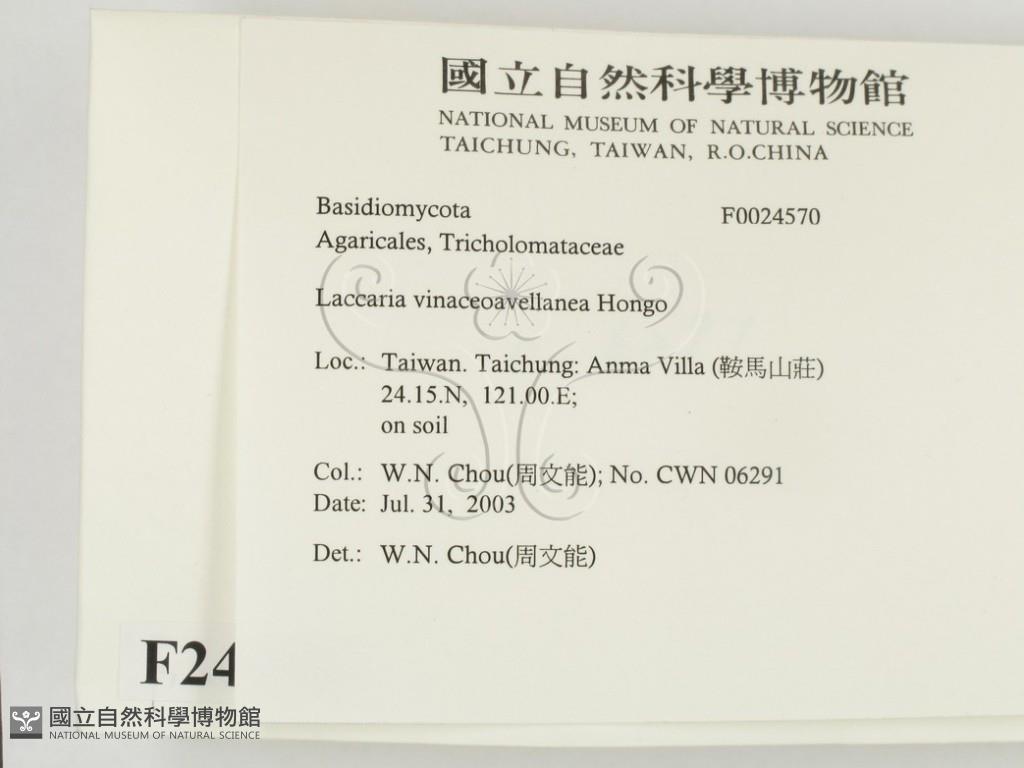 國立自然科學博物館
NATIONAL MUSEUM OF NATURAL SCIENCE
TAICHUNG, TAIWAN, R.O.CHINA
Basidiomycota F0024570
Agaricales, Tricholomataceae
Laccaria vinaceoavellanea Hongo
Loc.: Taiwan. Taichung: Anma Villa (鞍馬山莊)
24.15.N, 121.00.E;
on soil
Col.: W.N. Chou(周文能); No. CWN 06291
Date: Jul. 31, 2003
Det.: W.N. Chou(周文能)
F24
國立自然科學博物館
NATIONAL MUSEUM OF NATURAL SCIENCE